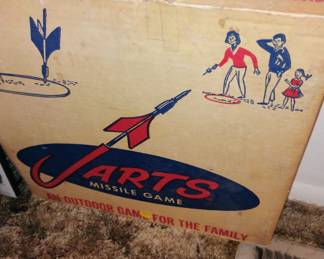 JARTS
MISSILE GAME
AN OUTDOOR GAME FOR THE FAMILY